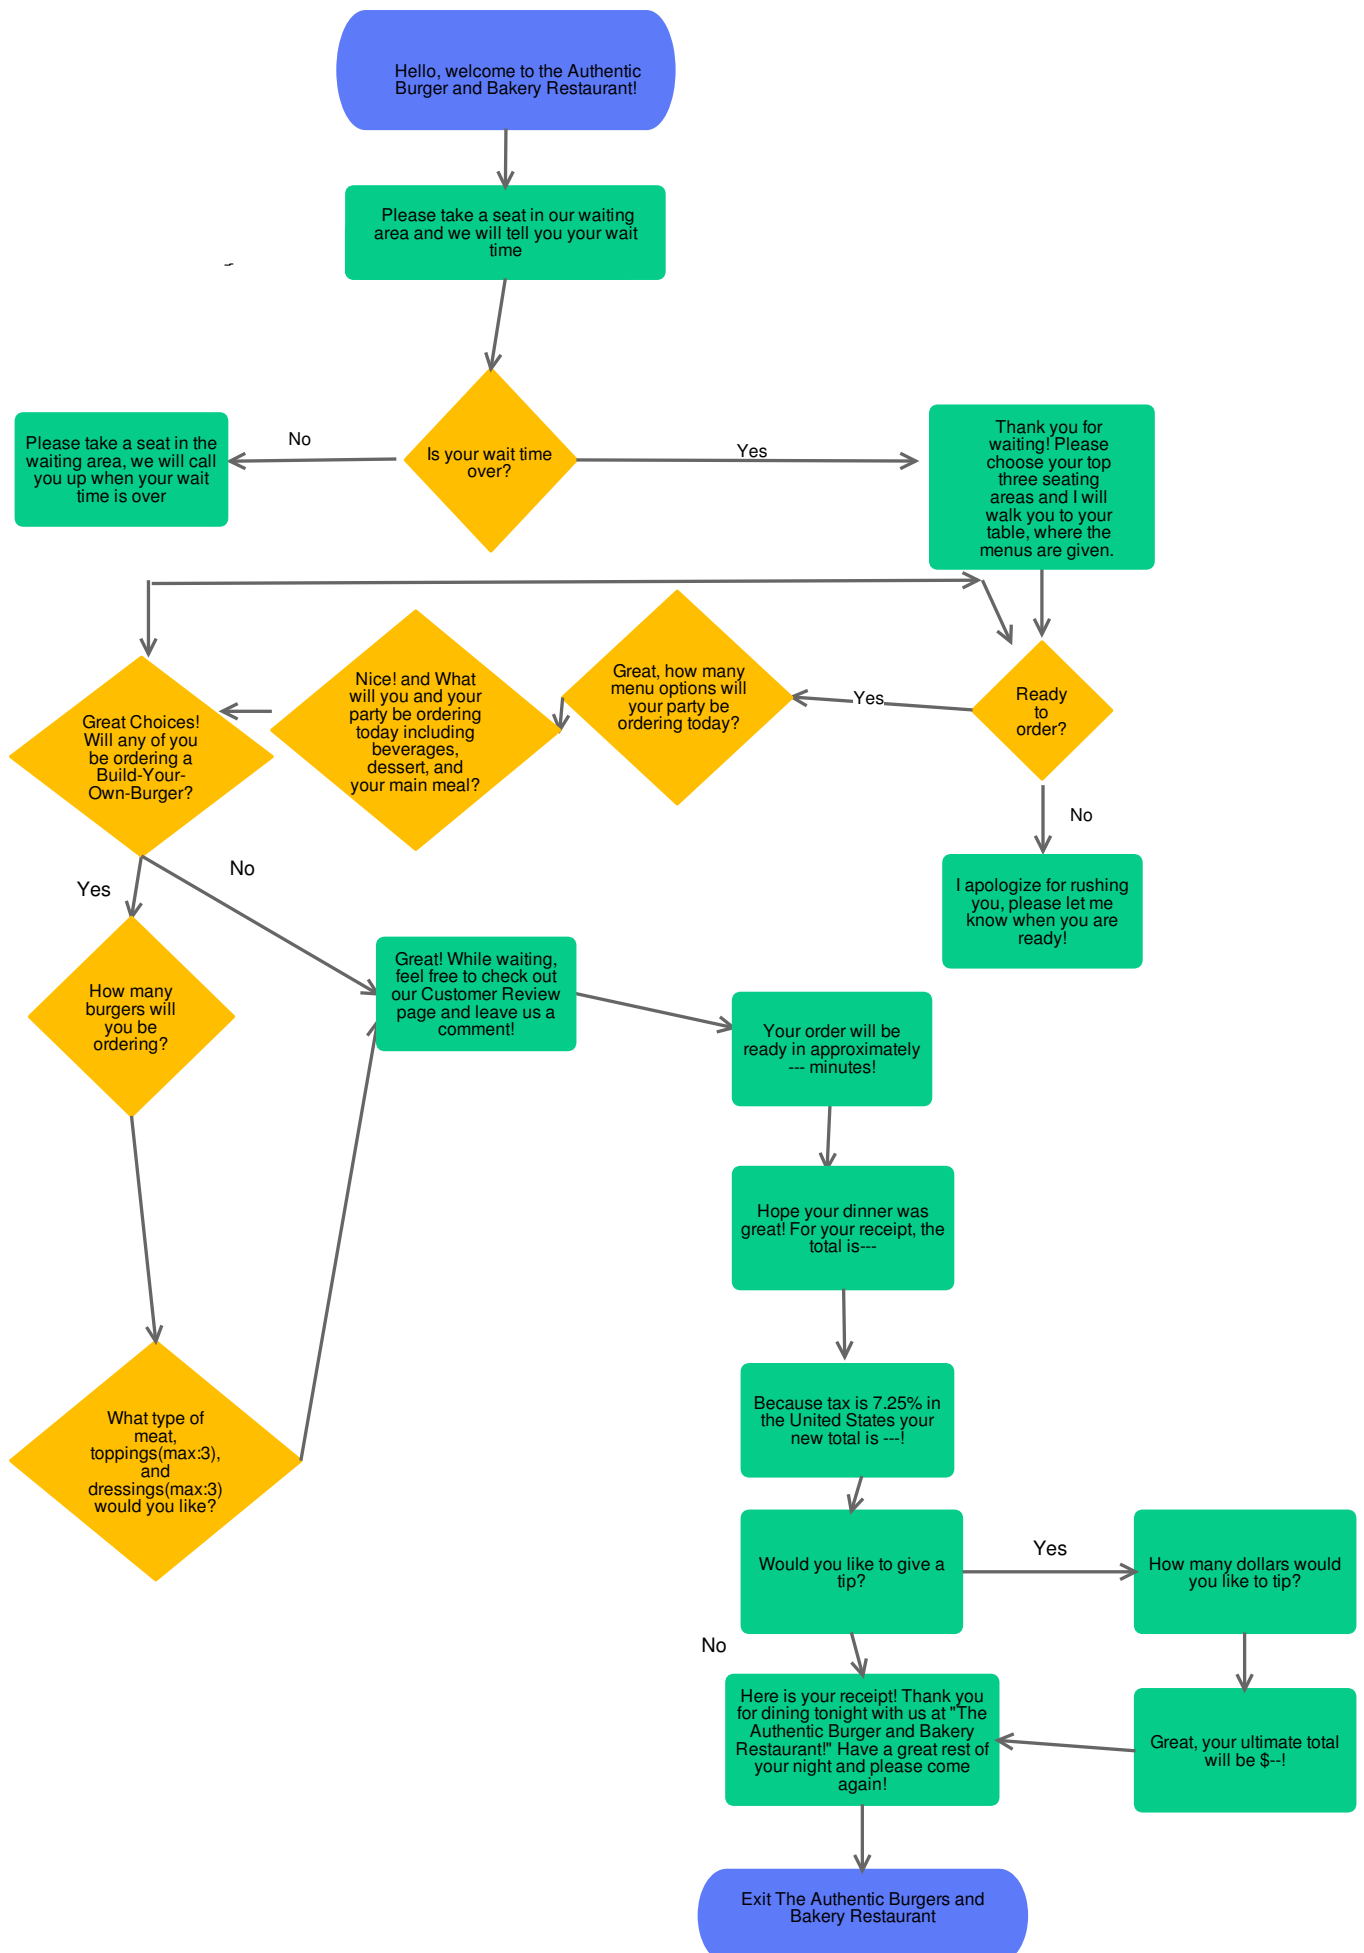 Hello, welcome to the Authentic
Burger and Bakery Restaurant!
Please take a seat in our waiting
area and we will tell you your wait
time
Is your wait time
over?
No
Please take a seat in the
waiting area, we will call
you up when your wait
time is over
Yes
Thank you for
waiting! Please
choose your top
three seating
areas and I will
walk you to your
table, where the
menus are given.
Ready
to
order?
Yes
No
I apologize for rushing
you, please let me
know when you are
ready!
Great, how many
menu options will
your party be
ordering today?
Nice! and What
will you and your
party be ordering
today including
beverages,
dessert, and
your main meal?
Great Choices!
Will any of you
be ordering a
Build-Your-
Own-Burger?
Yes
No
How many
burgers will
you be
ordering?
What type of
meat,
toppings(max:3),
and
dressings(max:3)
would you like?
Great! While waiting,
feel free to check out
our Customer Review
page and leave us a
comment!
Your order will be
ready in approximately
--- minutes!
Hope your dinner was
great! For your receipt, the
total is---
Because tax is 7.25% in
the United States your
new total is ---!
Would you like to give a
tip?
Yes
How many dollars would
you like to tip?
Great, your ultimate total
will be $--!
No
Here is your receipt! Thank you
for dining tonight with us at "The
Authentic Burger and Bakery
Restaurant!" Have a great rest of
your night and please come
again!
Exit The Authentic Burgers and
Bakery Restaurant